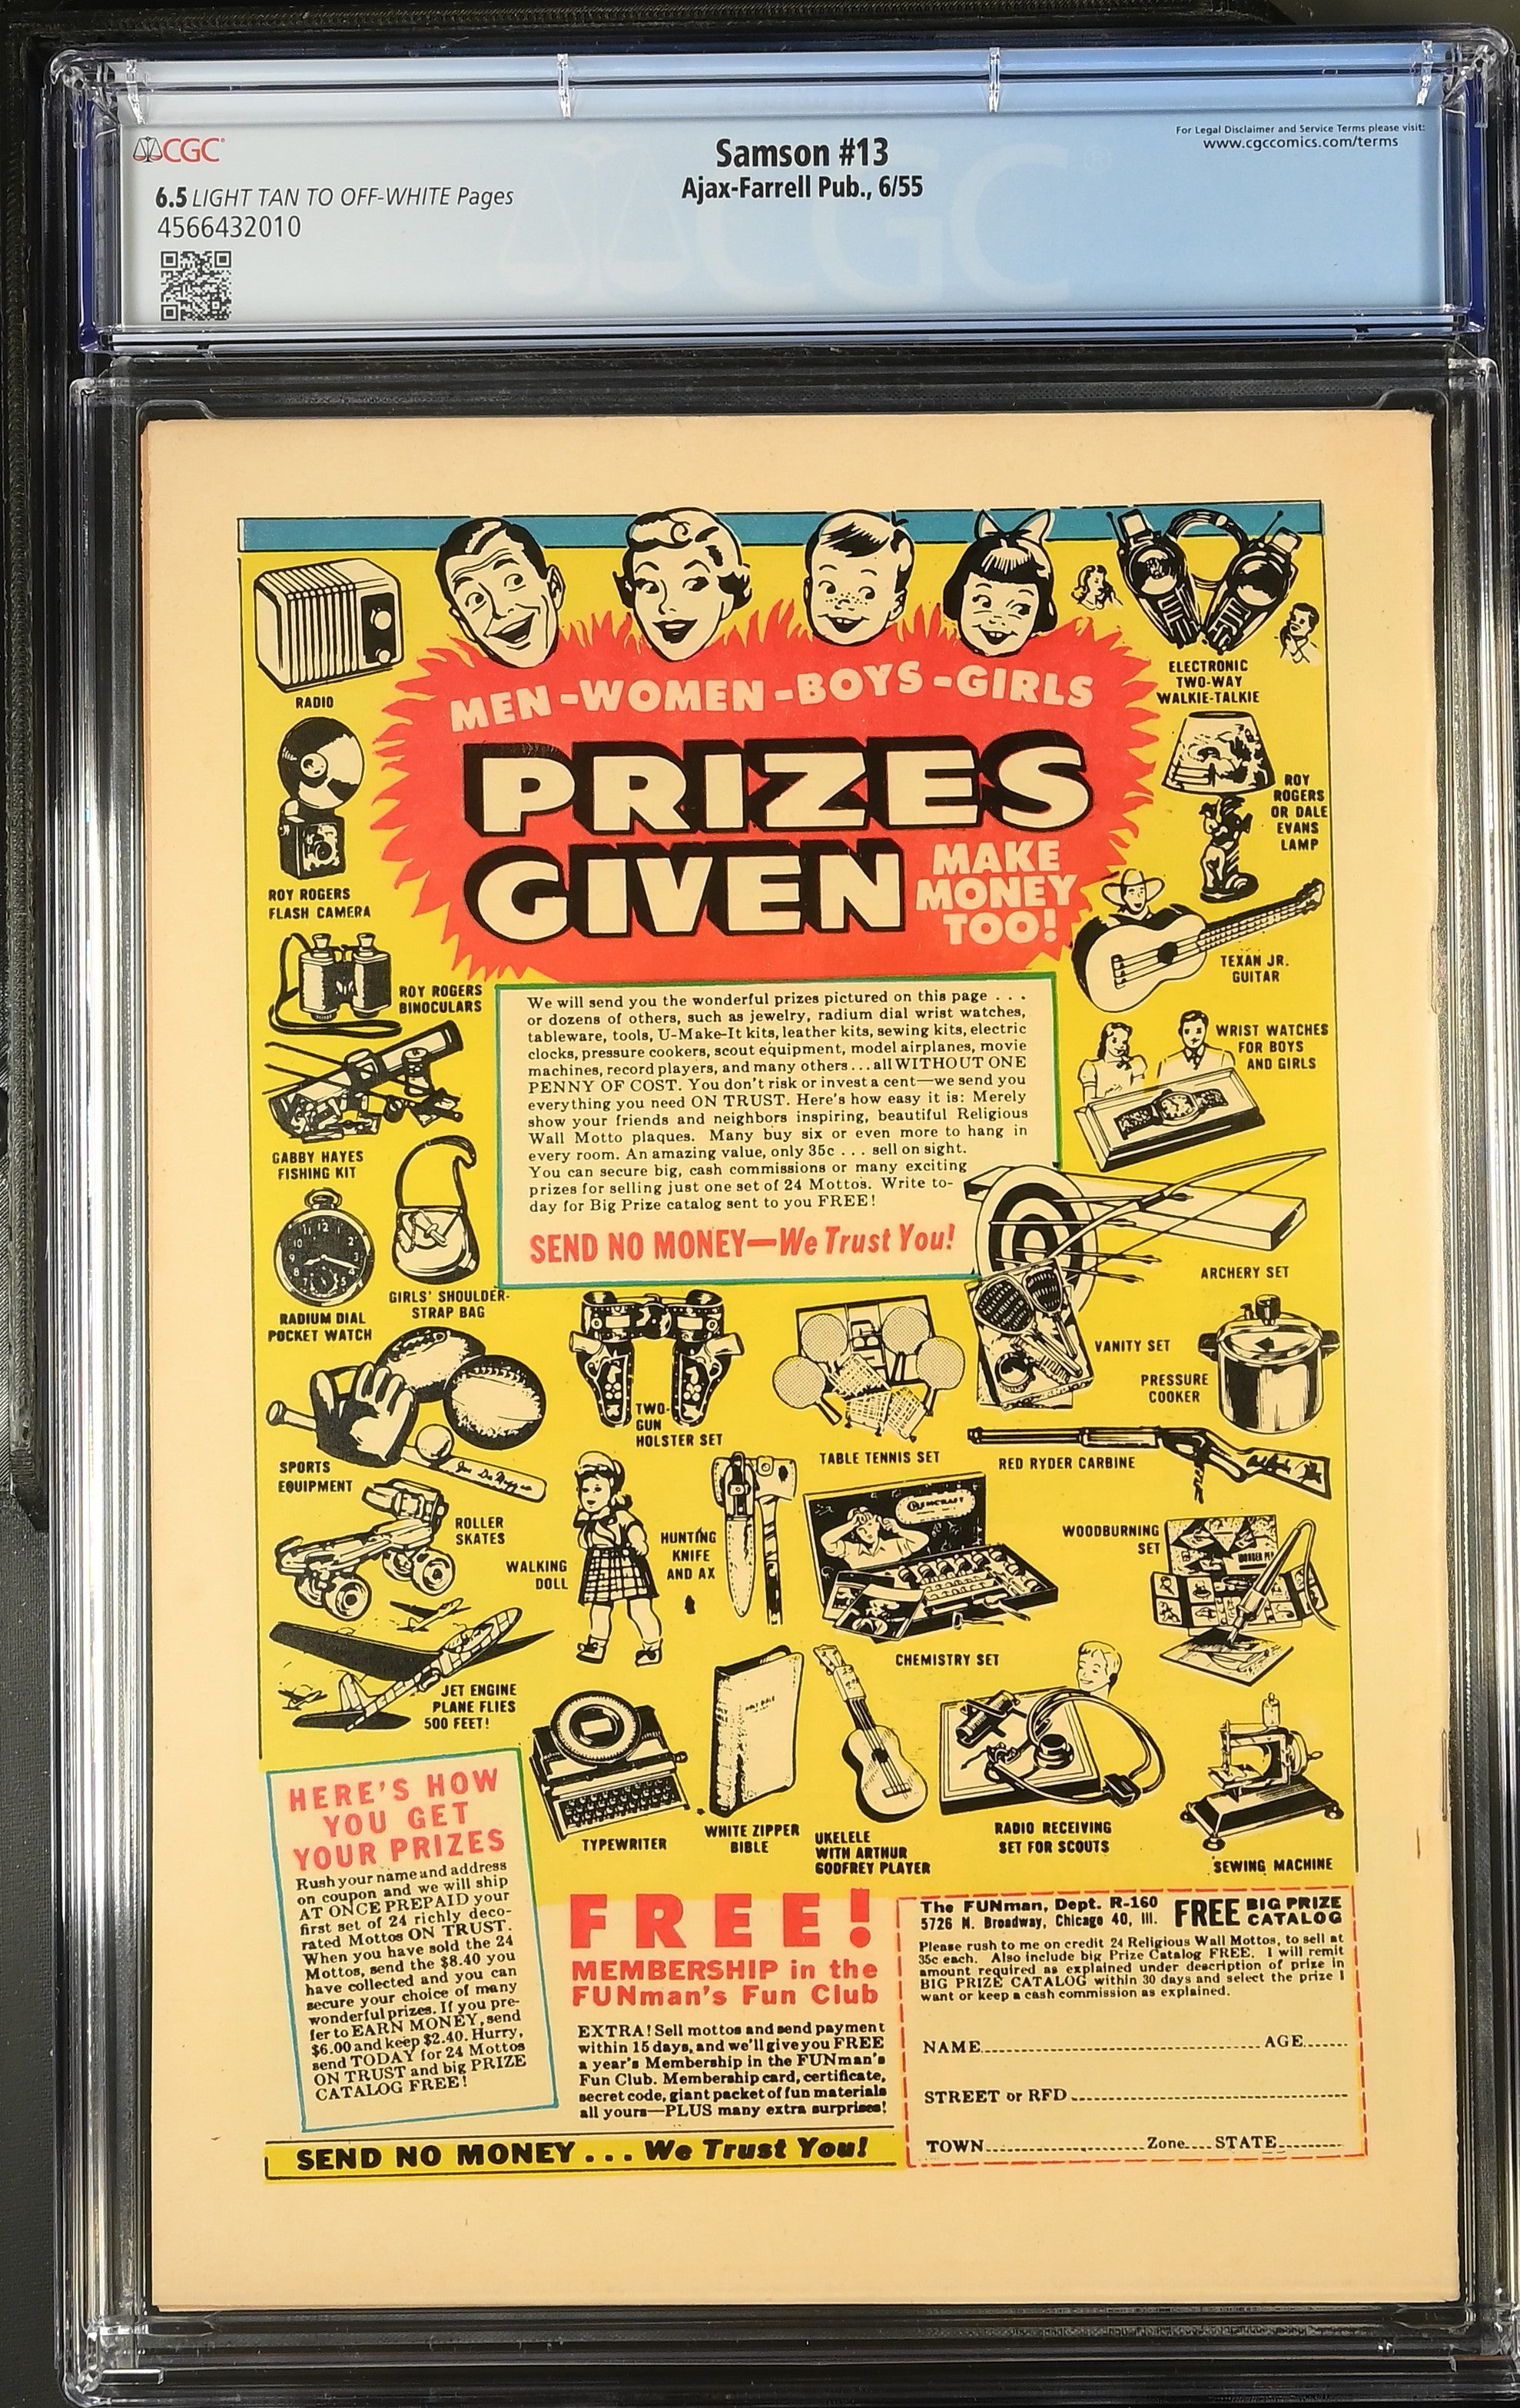 CGC
Samson #13
Ajax-Farrell Pub., 6/55
For Legal Disclaimer and Service Terms please visit:
www.cgccomics.com/terms
6.5 LIGHT TAN TO OFF-WHITE Pages
4566432010
CGC
MEN-WOMEN-BOYS-GIRLS
PRIZES
GIVEN
MAKE
MONEY
TOO!
RADIO
ELECTRONIC
TWO-WAY
WALKIE-TALKIE
ROY ROGERS
FLASH CAMERA
ROY
ROGERS
OR DALE
EVANS
LAMP
ROY ROGERS
BINOCULARS
TEXAN JR.
GUITAR
We will send you the wonderful prizes pictured on this page . . .
or dozens of others, such as jewelry, radium dial wrist watches,
tableware, tools, U-Make-It kits, leather kits, sewing kits, electric
clocks, pressure cookers, scout equipment, model airplanes, movie
machines, record players, and many others . . . all WITHOUT ONE
PENNY OF COST. You don't risk or invest a cent—we send you
everything you need ON TRUST. Here's how easy it is: Merely
show your friends and neighbors inspiring, beautiful Religious
Wall Motto plaques. Many buy six or even more to hang in
every room. An amazing value, only 35c . . . sell on sight.
You can secure big, cash commissions or many exciting
prizes for selling just one set of 24 Mottos. Write to-
day for Big Prize catalog sent to you FREE!
SEND NO MONEY—We Trust You!
WRIST WATCHES
FOR BOYS
AND GIRLS
GABBY HAYES
FISHING KIT
RADIUM DIAL
POCKET WATCH
GIRLS' SHOULDER-
STRAP BAG
ARCHERY SET
VANITY SET
PRESSURE
COOKER
TWO-
GUN
HOLSTER SET
TABLE TENNIS SET
RED RYDER CARBINE
SPORTS
EQUIPMENT
ROLLER
SKATES
WALKING
DOLL
HUNTING
KNIFE
AND AX
CHEMCRAFT
CHEMISTRY SET
WOODBURNING
SET
JET ENGINE
PLANE FLIES
500 FEET!
TYPEWRITER
HOLY BIBLE
WHITE ZIPPER
BIBLE
UKELELE
WITH ARTHUR
GODFREY PLAYER
RADIO RECEIVING
SET FOR SCOUTS
SEWING MACHINE
HERE'S HOW
YOU GET
YOUR PRIZES
Rush your name and address
on coupon and we will ship
AT ONCE PREPAID your
first set of 24 richly deco-
rated Mottos ON TRUST.
When you have sold the 24
Mottos, send the $8.40 you
have collected and you can
secure your choice of many
wonderful prizes. If you pre-
fer to EARN MONEY, send
$6.00 and keep $2.40. Hurry,
send TODAY for 24 Mottos
ON TRUST and big PRIZE
CATALOG FREE!
FREE!
MEMBERSHIP in the
FUNman's Fun Club
EXTRA! Sell mottos and send payment
within 15 days, and we'll give you FREE
a year's Membership in the FUNman's
Fun Club. Membership card, certificate,
secret code, giant packet of fun materials
all yours—PLUS many extra surprises!
SEND NO MONEY . . . We Trust You!
The FUNman, Dept. R-160
5726 N. Broadway, Chicago 40, Ill.
FREE BIG PRIZE
CATALOG
Please rush to me on credit 24 Religious Wall Mottos, to sell at
35c each. Also include big Prize Catalog FREE. I will remit
amount required as explained under description of prize in
BIG PRIZE CATALOG within 30 days and select the prize I
want or keep a cash commission as explained.
NAME AGE
STREET or RFD
TOWN Zone STATE